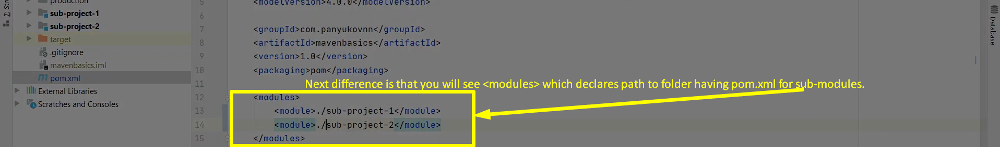 production
sub-project-1
sub-project-2
target
.gitignore
mavenbasics.iml
pom.xml
External Libraries
Scratches and Consoles
5 <modelVersion>4.0.0</modelVersion>
6
7 <groupId>com.panyukovnn</groupId>
8 <artifactId>mavenbasics</artifactId>
9 <version>1.0</version>
10 <packaging>pom</packaging>
11
Next difference is that you will see <modules> which declares path to folder having pom.xml for sub-modules.
12 <modules>
13 <module>./sub-project-1</module>
14 <module>./sub-project-2</module>
15 </modules>
Database